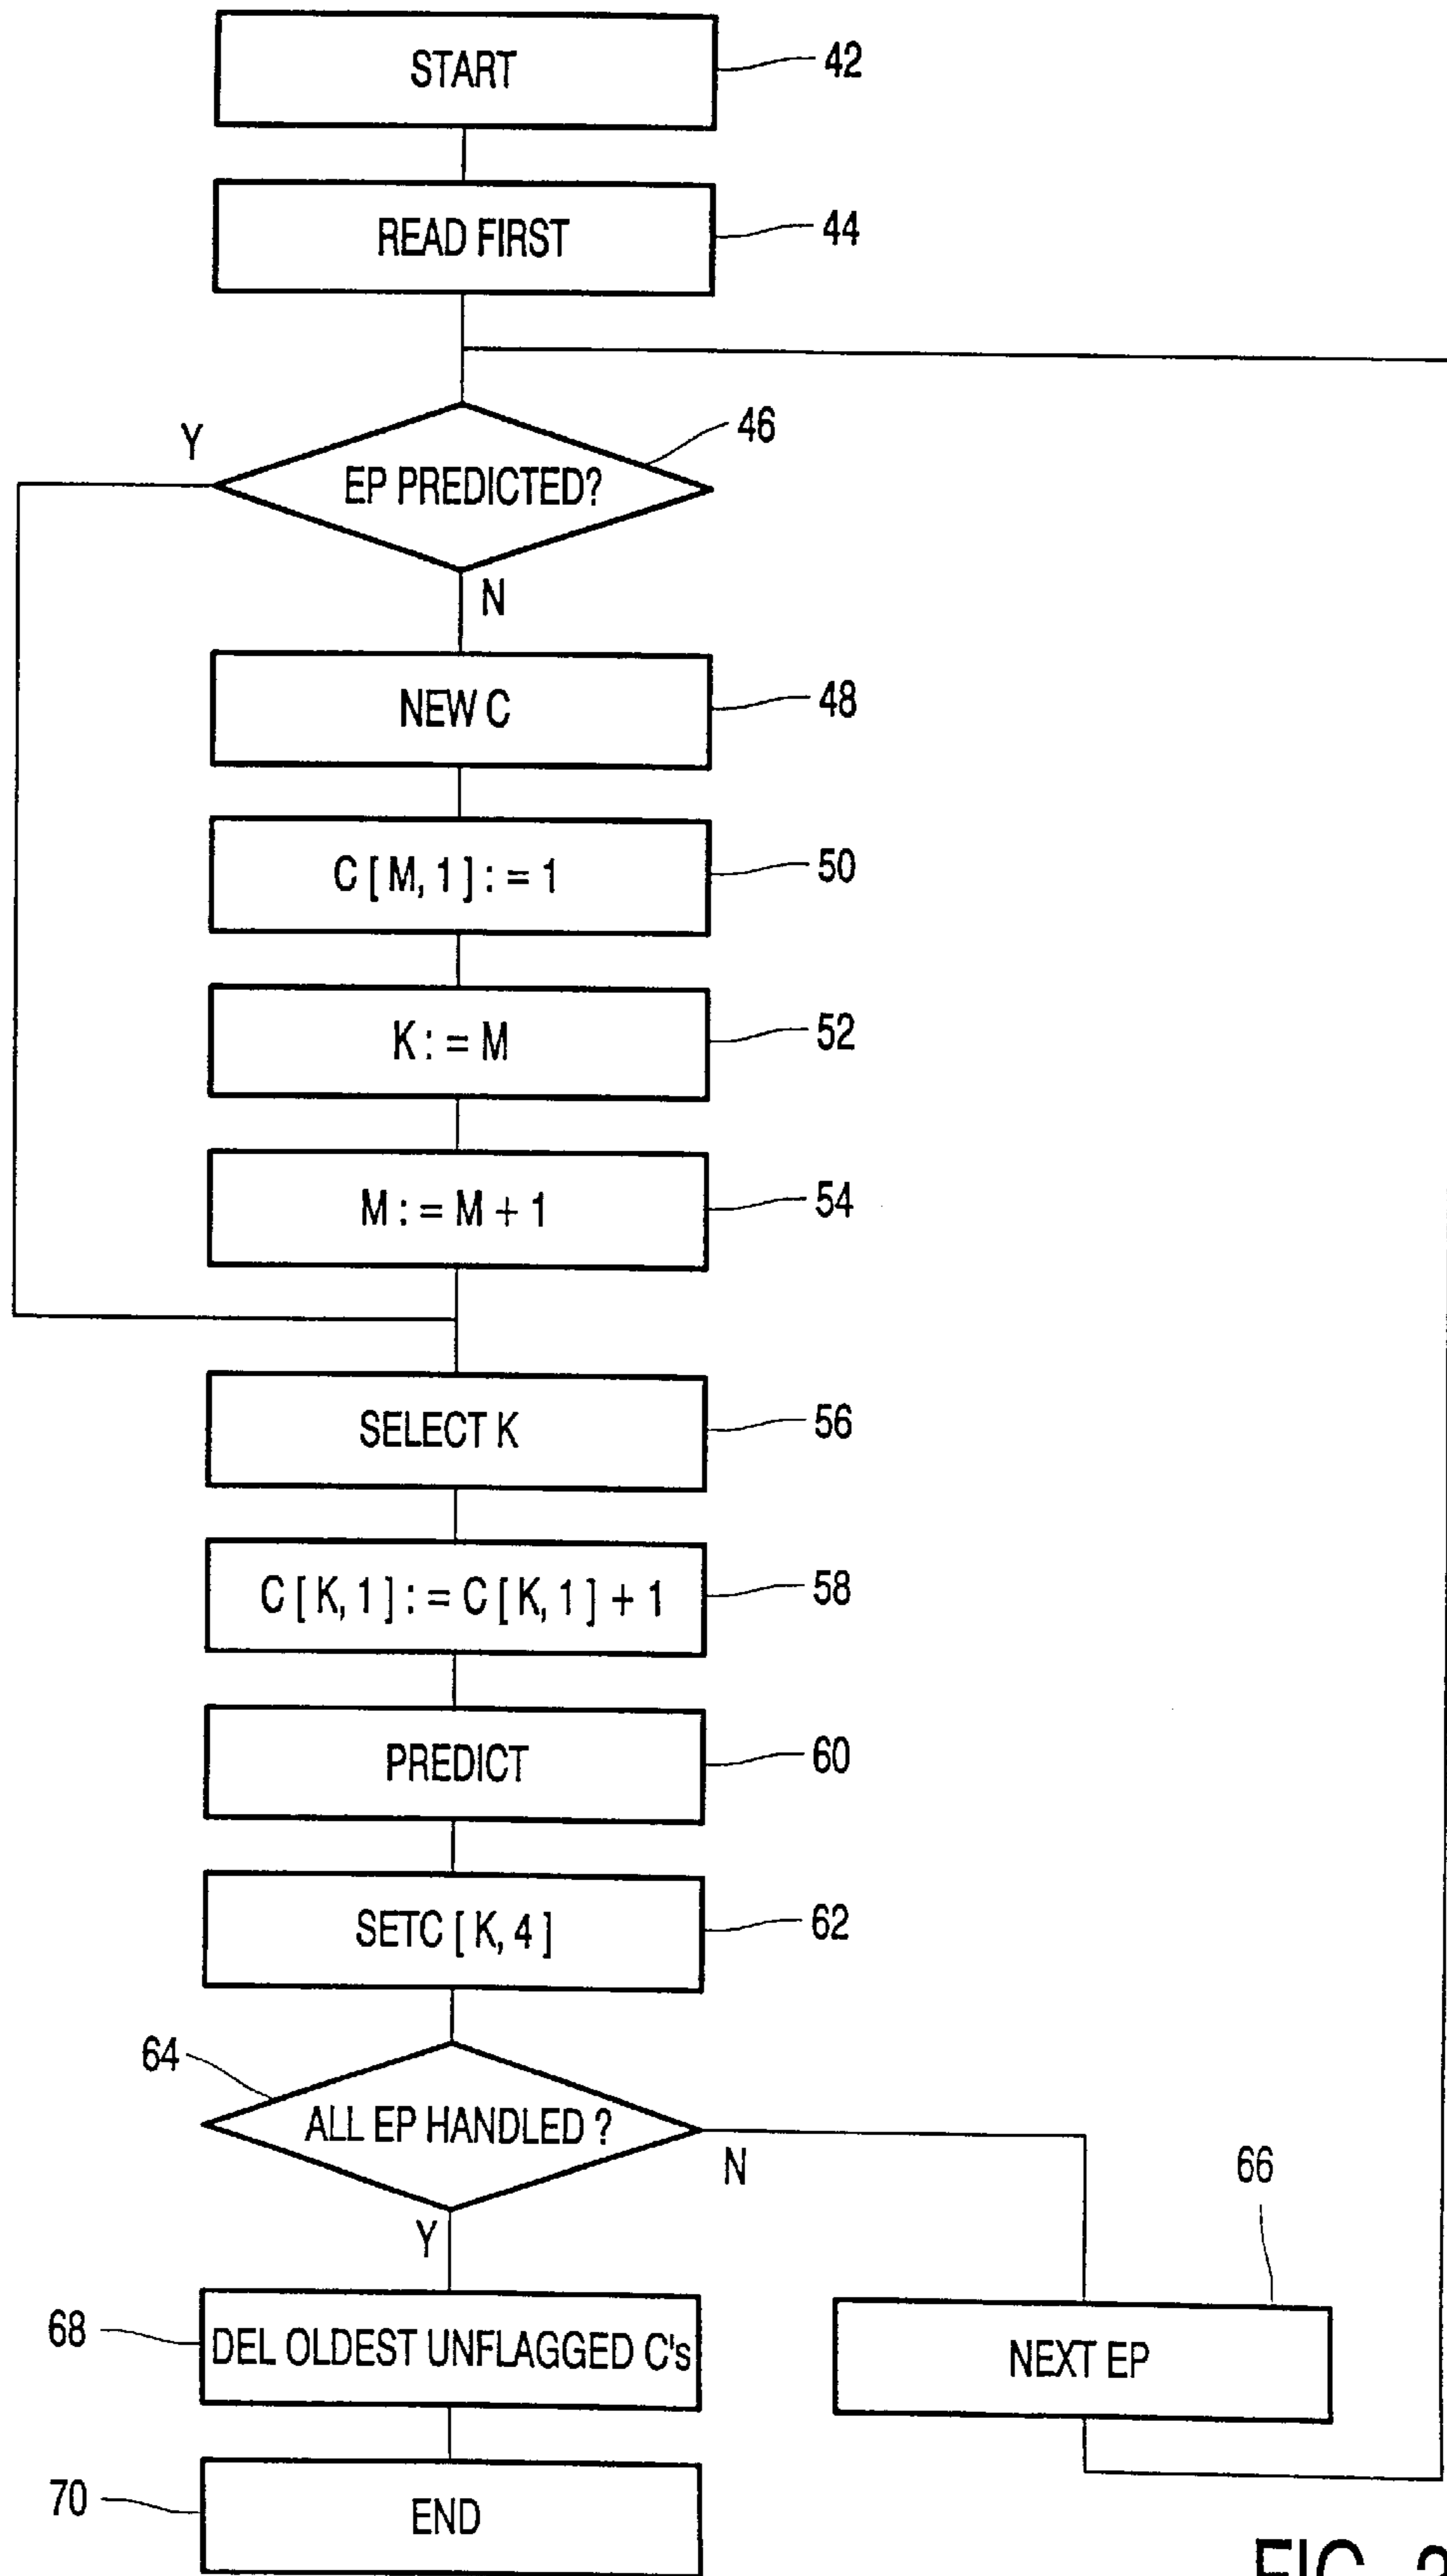 START
42
READ FIRST
44
Y
EP PREDICTED?
46
N
NEW C
48
C [ M, 1 ] : = 1
50
K : = M
52
M : = M + 1
54
SELECT K
56
C [ K, 1 ] : = C [ K, 1 ] + 1
58
PREDICT
60
SETC [ K, 4 ]
62
64
ALL EP HANDLED ?
N
66
Y
68
DEL OLDEST UNFLAGGED C's
NEXT EP
70
END
FIG. 2